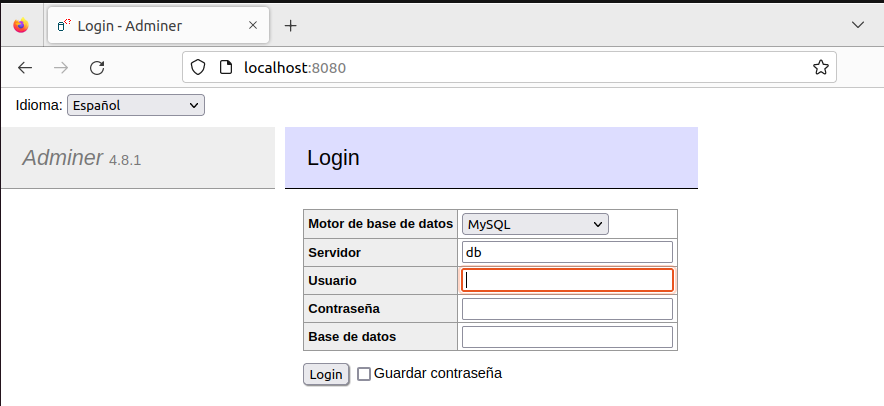 Login - Adminer
localhost:8080
Idioma: Español
Adminer 4.8.1
Login
Motor de base de datos MySQL
Servidor db
Usuario
Contraseña
Base de datos
Login Guardar contraseña